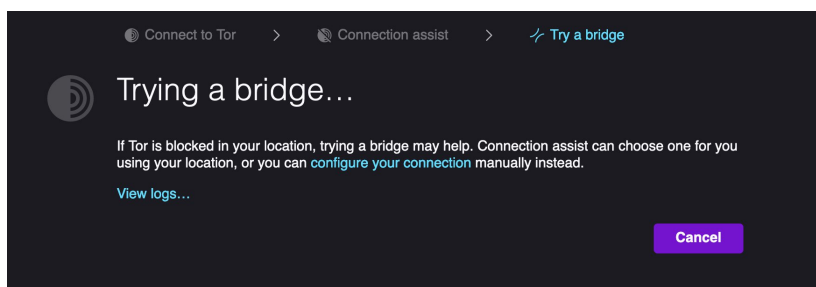 Connect to Tor > Connection assist > Try a bridge
Trying a bridge...
If Tor is blocked in your location, trying a bridge may help. Connection assist can choose one for you
using your location, or you can configure your connection manually instead.
View logs...
Cancel